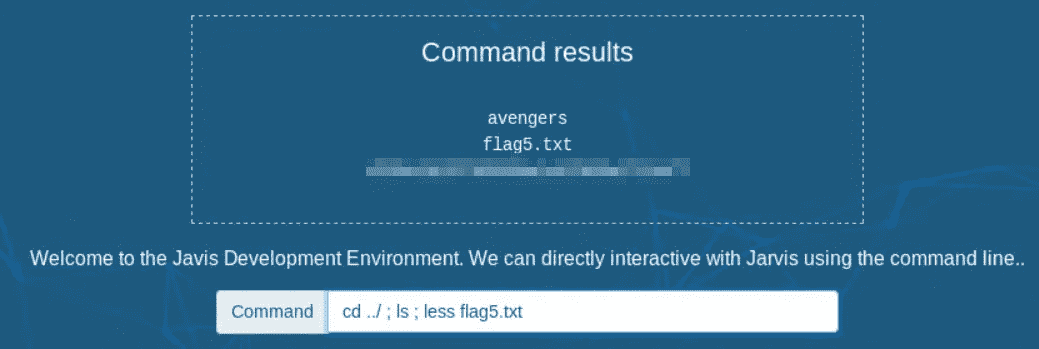 Command results
avengers
flag5.txt
Welcome to the Javis Development Environment. We can directly interactive with Jarvis using the command line..
Command cd ../ ; ls ; less flag5.txt